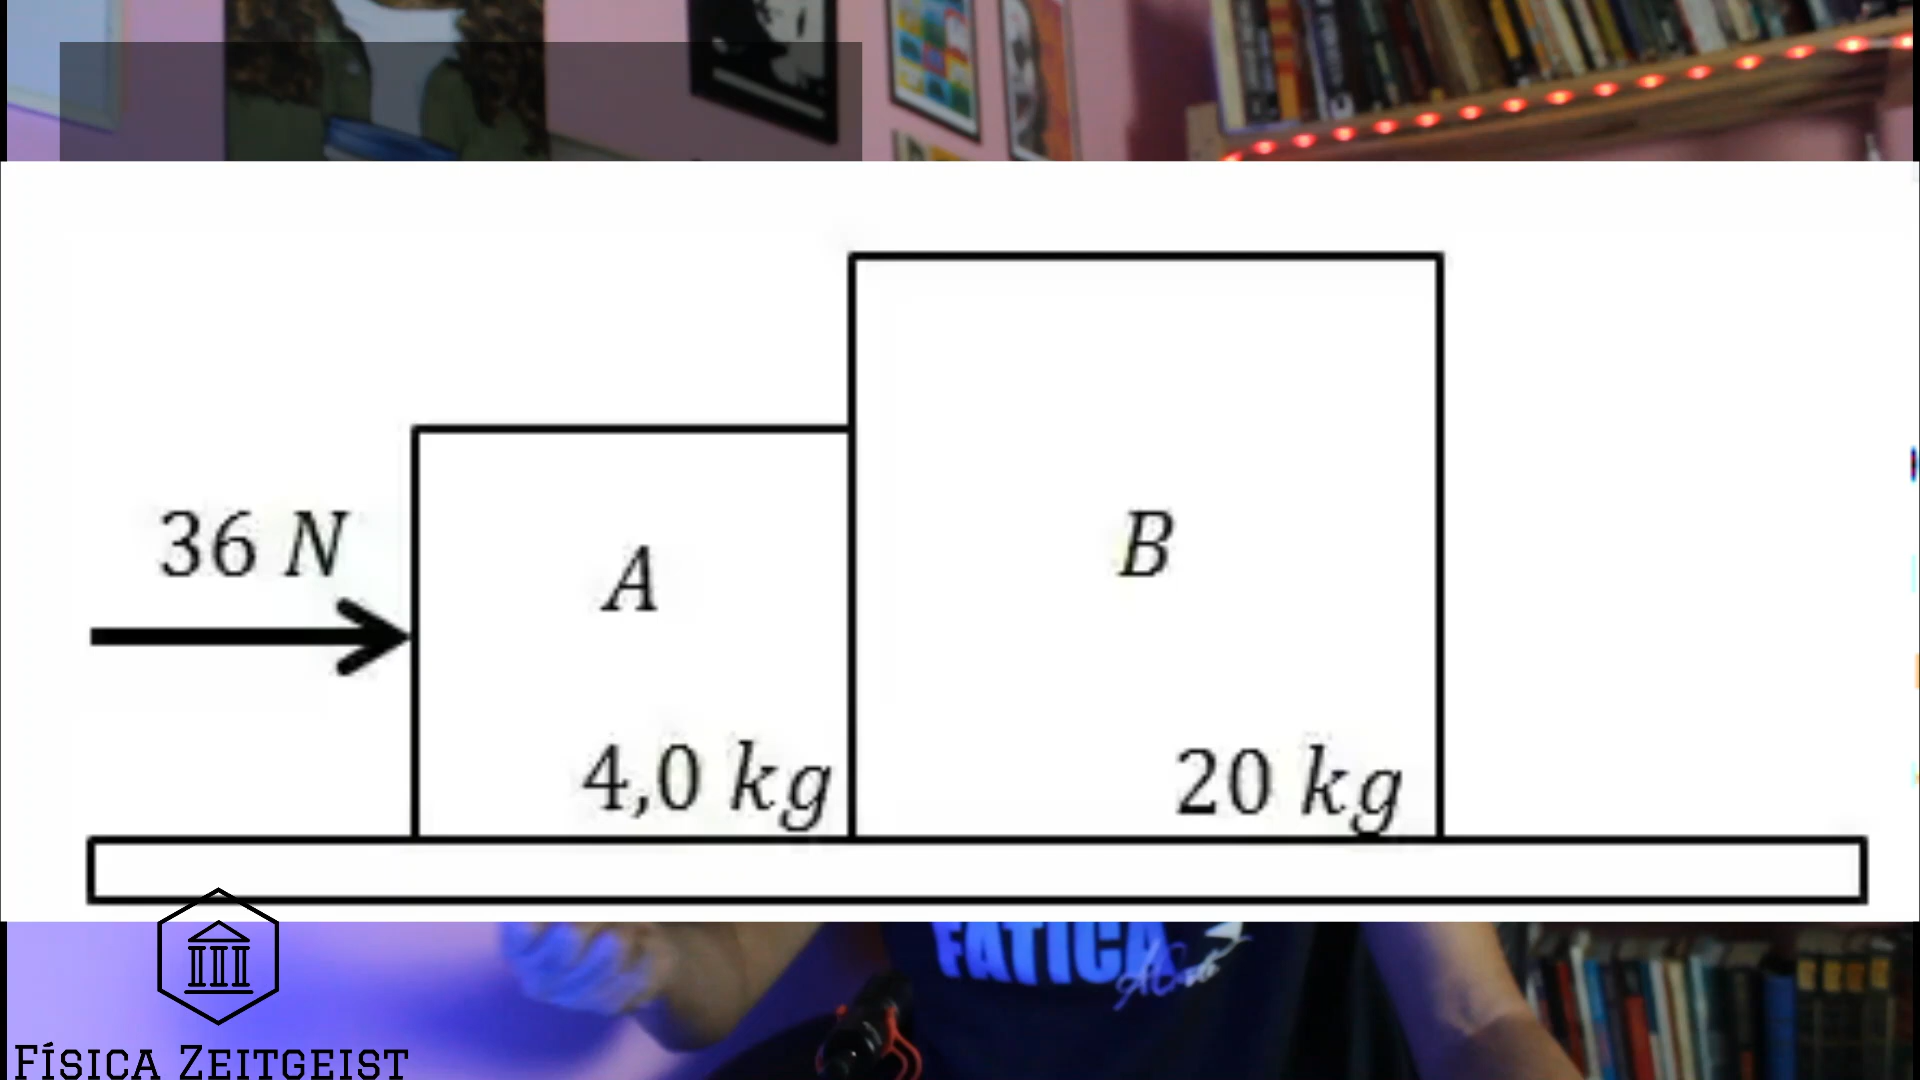 36 N
A
B
4,0 kg
20 kg
FATICA
FÍSICA ZEITGEIST